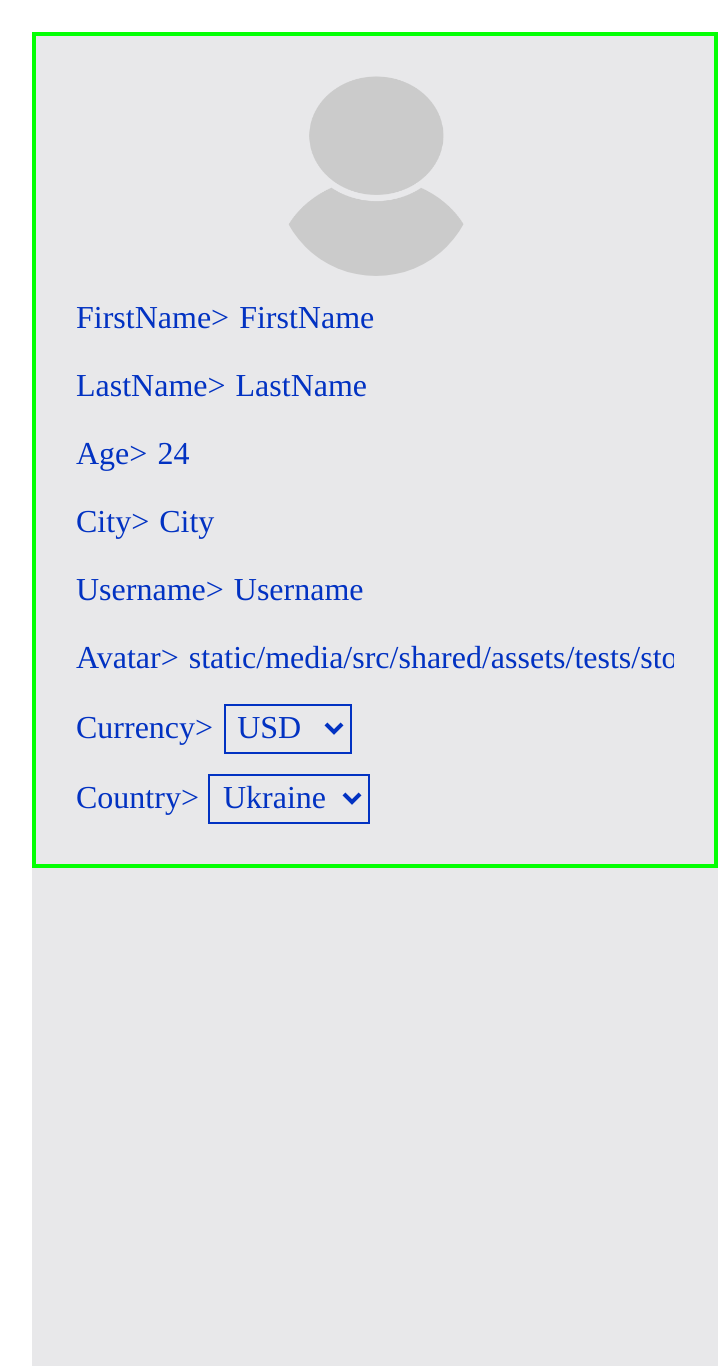 FirstName> FirstName
LastName> LastName
Age> 24
City> City
Username> Username
Avatar> static/media/src/shared/assets/tests/sto
Currency> USD
Country> Ukraine